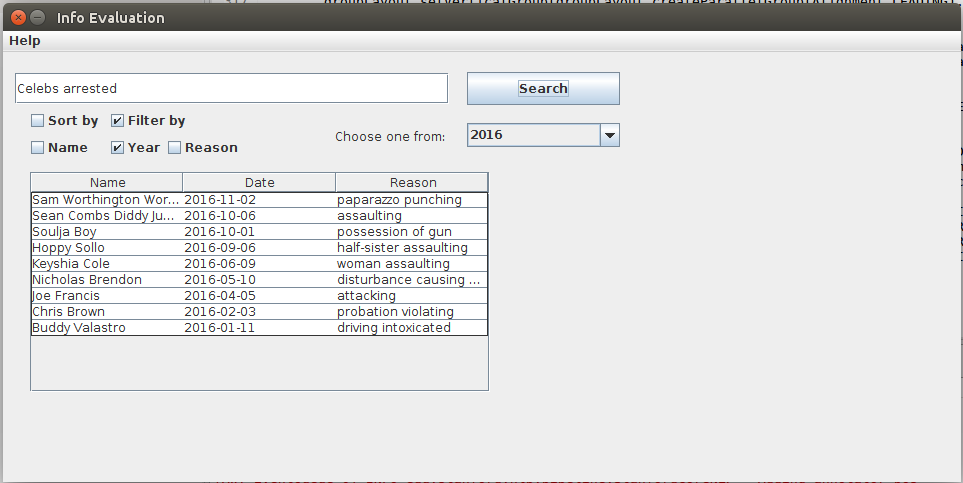 Info Evaluation
Help
Celebs arrested
Search
Sort by Filter by
Choose one from: 2016
Name Year Reason
Name Date Reason
Sam Worthington Wor... 2016-11-02 paparazzo punching
Sean Combs Diddy Ju... 2016-10-06 assaulting
Soulja Boy 2016-10-01 possession of gun
Hoppy Sollo 2016-09-06 half-sister assaulting
Keyshia Cole 2016-06-09 woman assaulting
Nicholas Brendon 2016-05-10 disturbance causing ...
Joe Francis 2016-04-05 attacking
Chris Brown 2016-02-03 probation violating
Buddy Valastro 2016-01-11 driving intoxicated